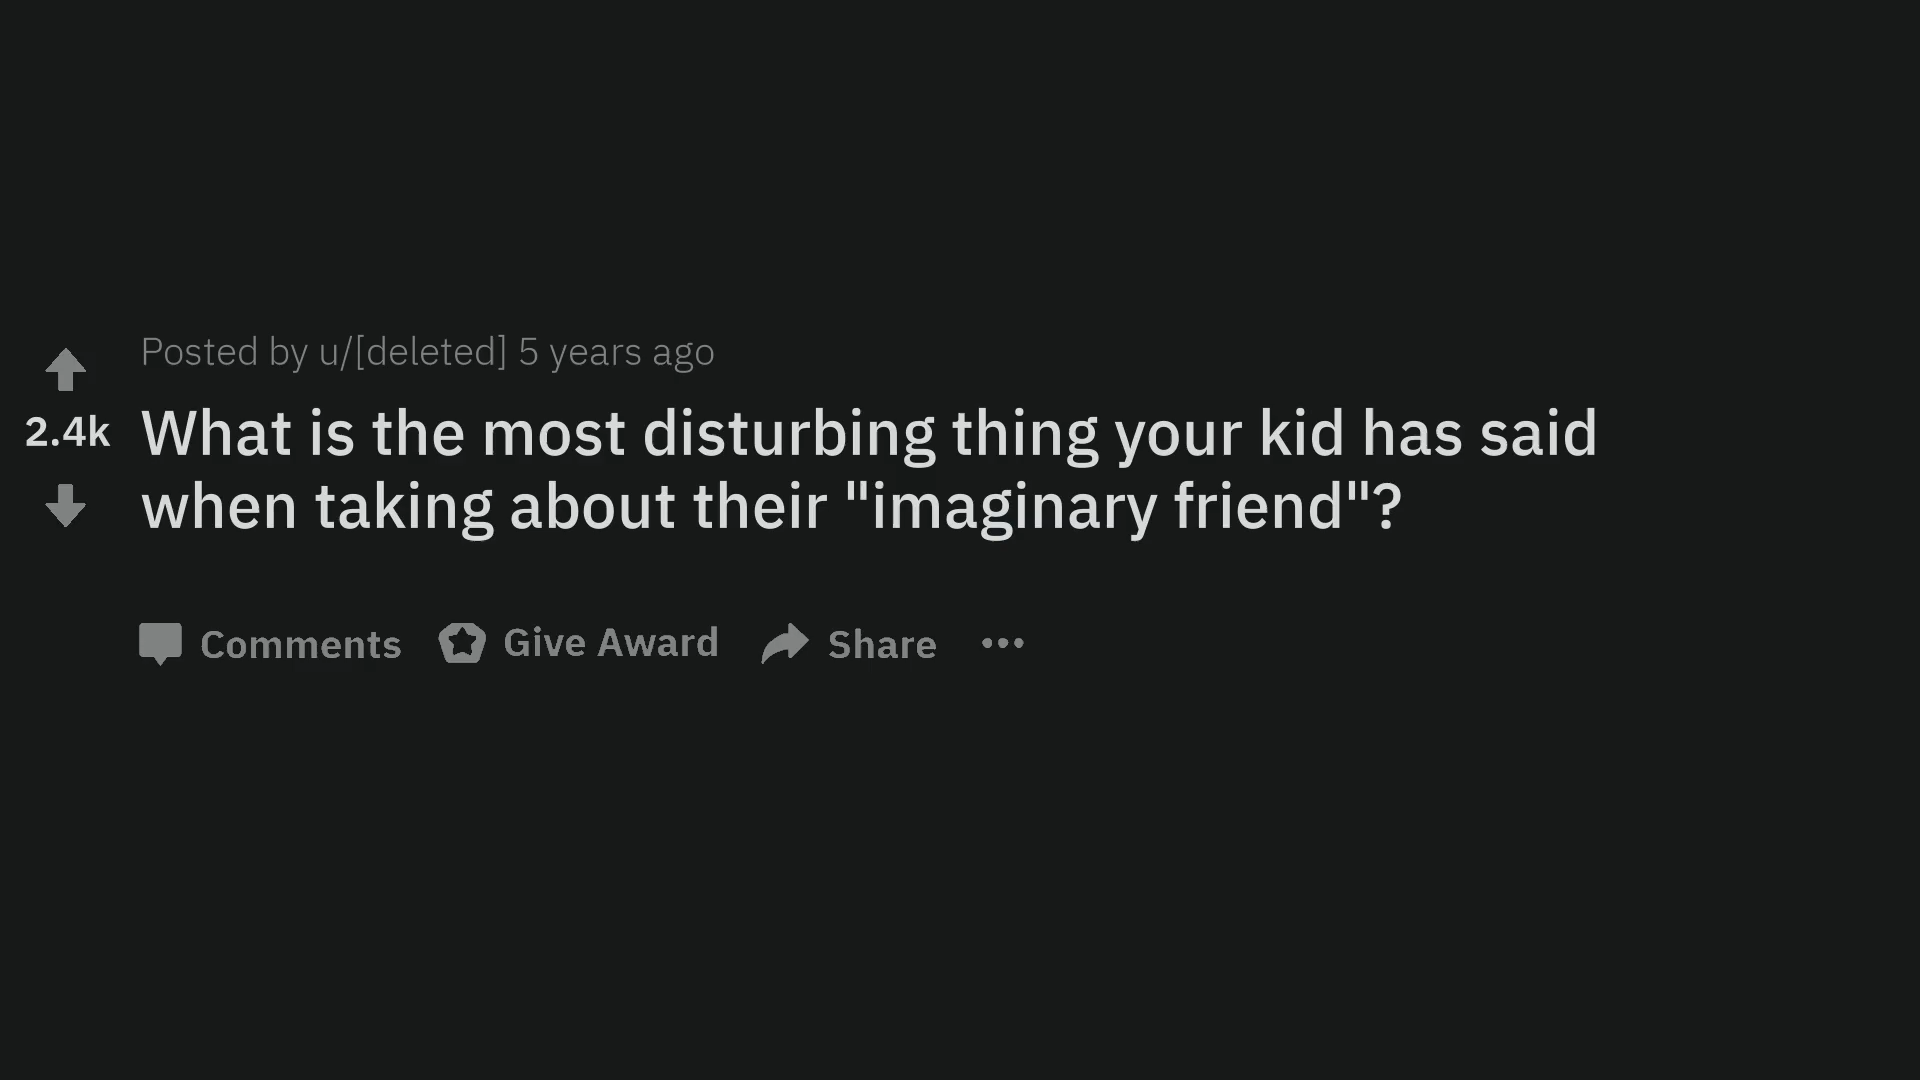 Posted by u/[deleted] 5 years ago
2.4k
What is the most disturbing thing your kid has said
when taking about their "imaginary friend"?
Comments Give Award Share •••